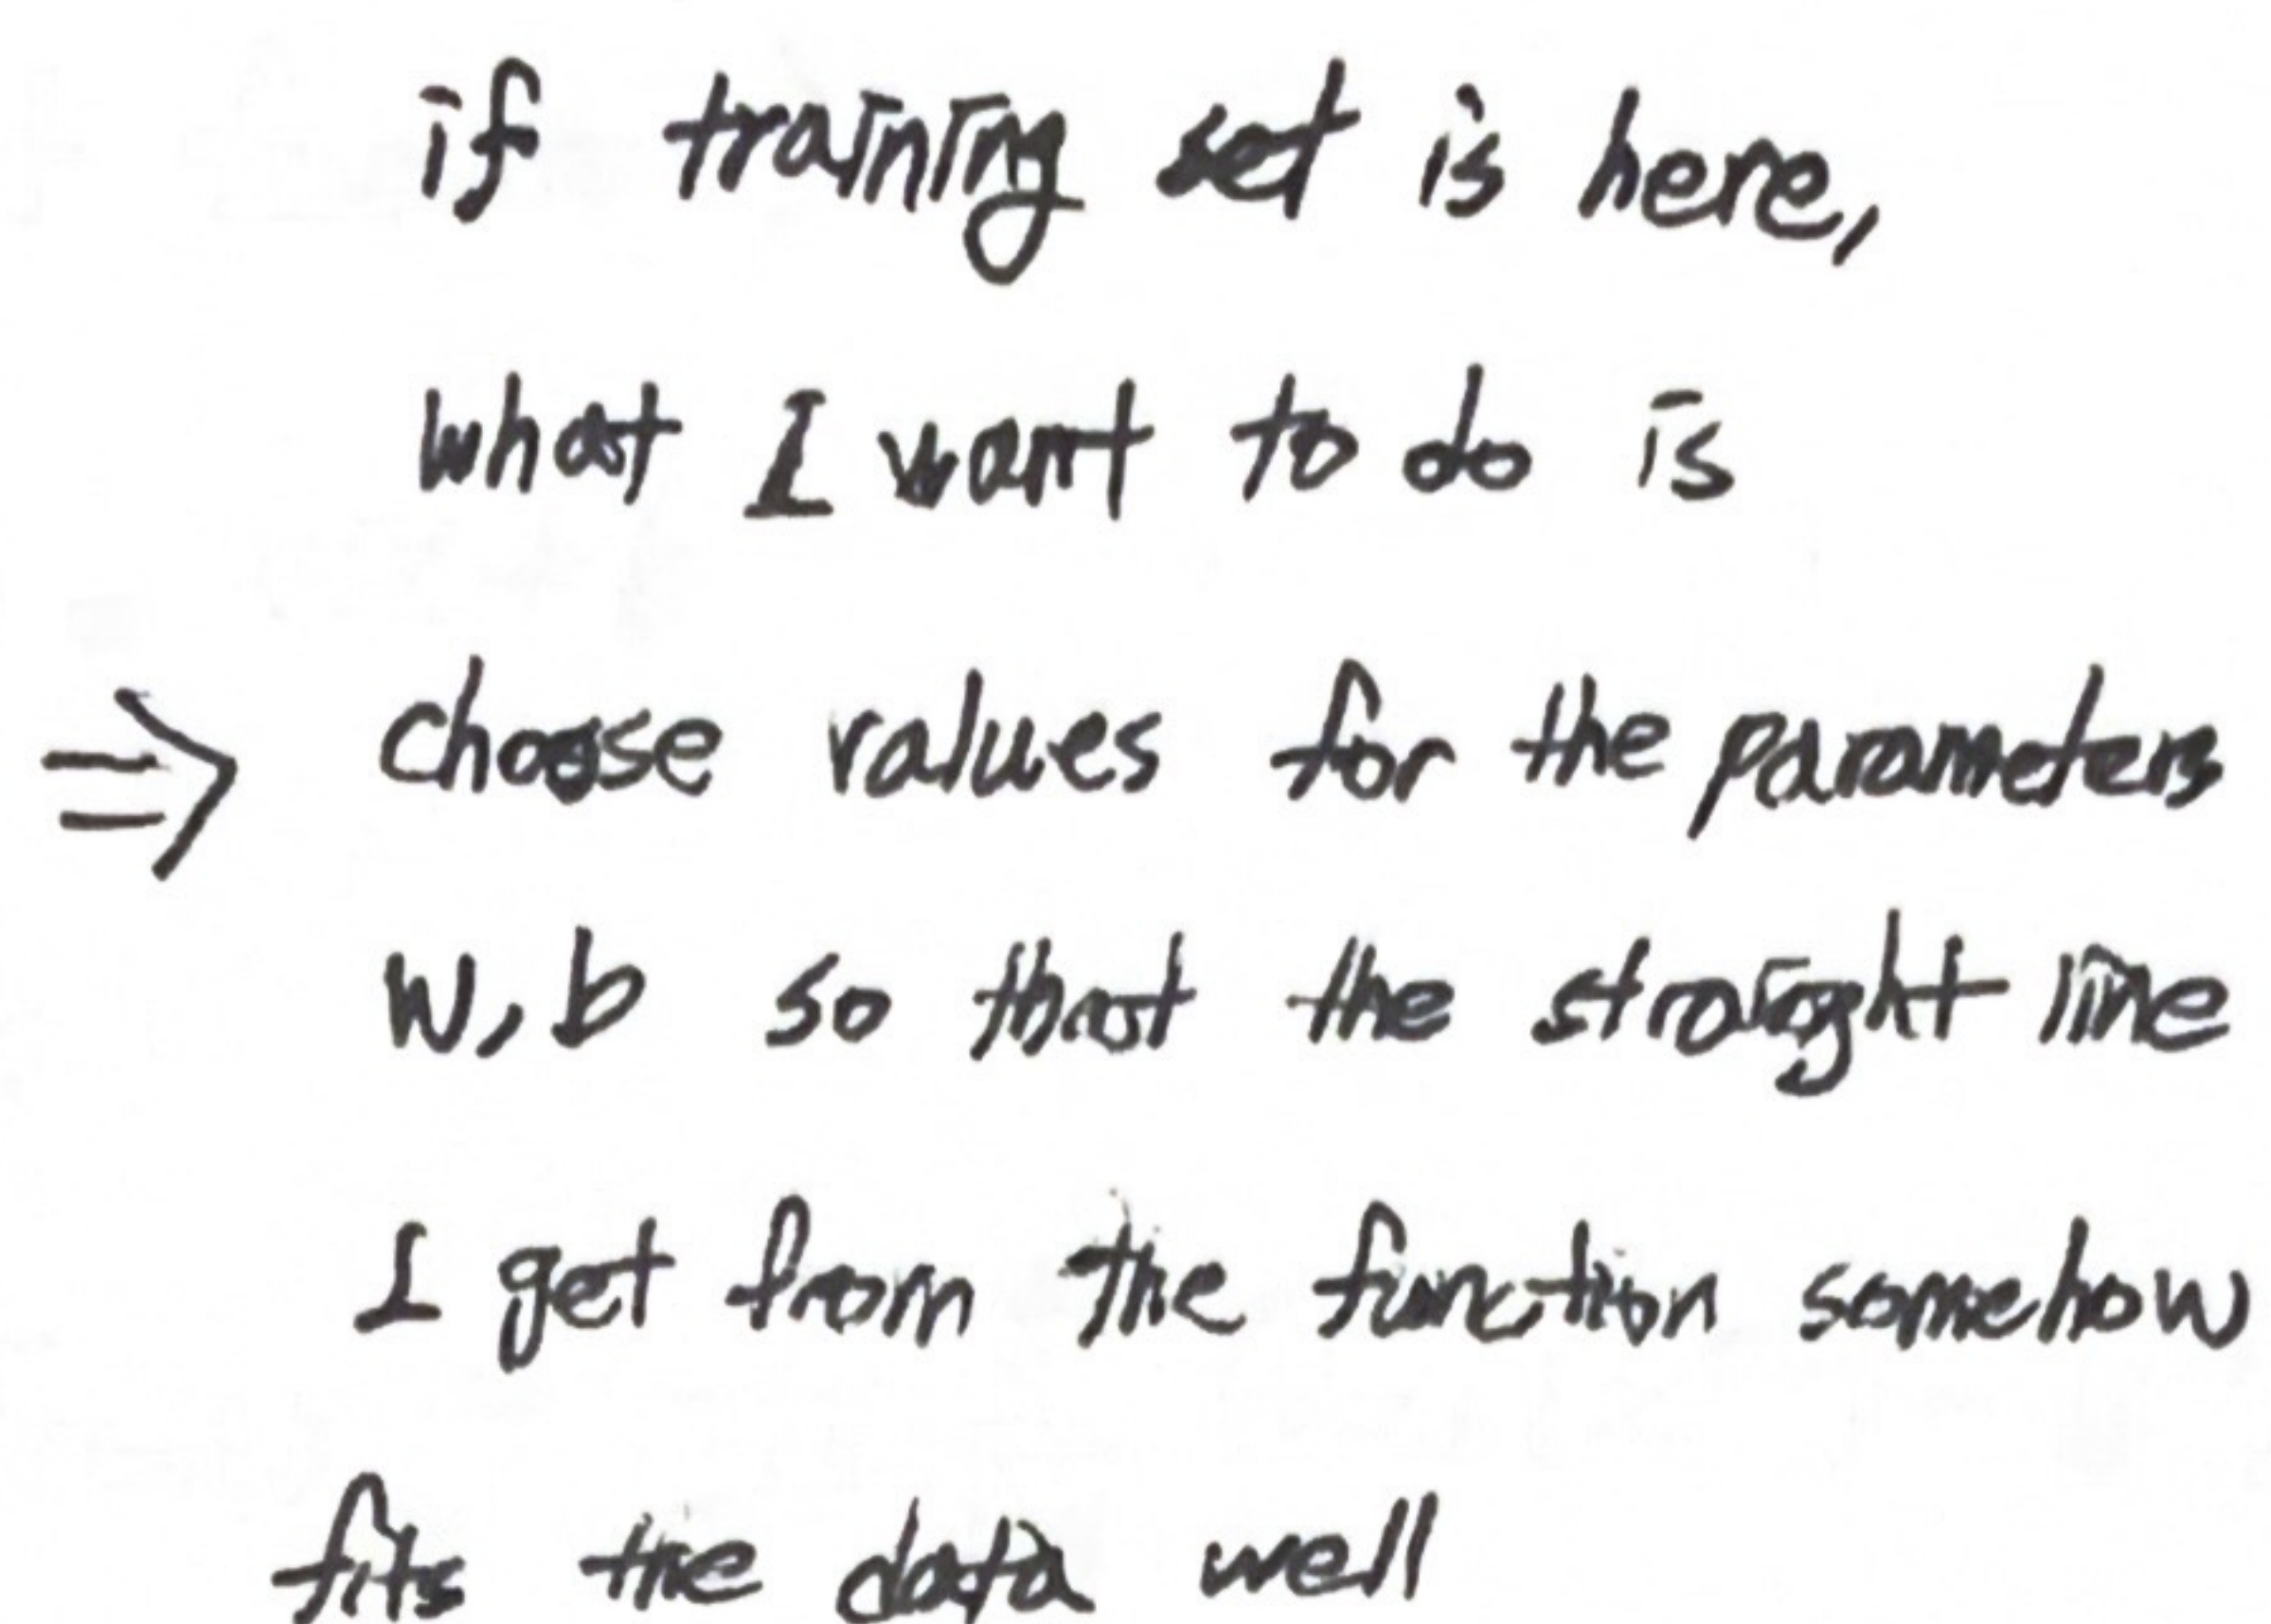 if training set is here,
what I want to do is
⇒ choose values for the parameters
w, b so that the straight line
I get from the function somehow
fits the data well